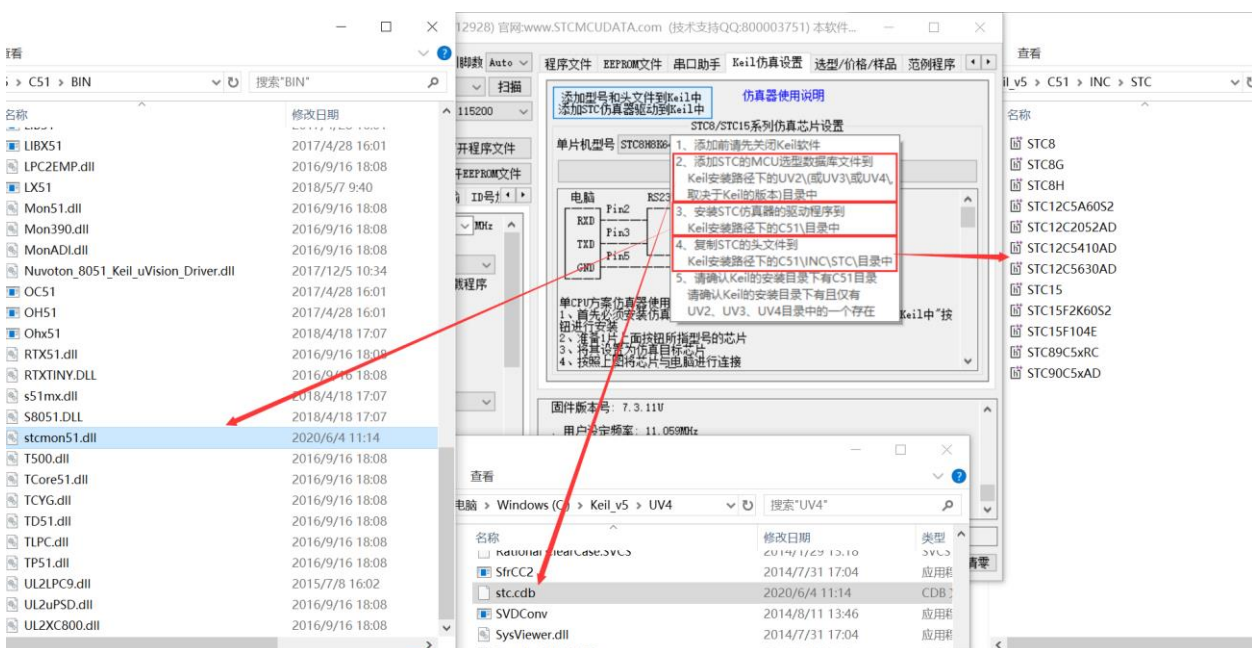 查看
C51 > BIN
搜索"BIN"
名称
修改日期
LIBX51
2017/4/28 16:01
LPC2EMP.dll
2016/9/16 18:08
LX51
2018/5/7 9:40
Mon51.dll
2016/9/16 18:08
Mon390.dll
2016/9/16 18:08
MonADI.dll
2016/9/16 18:08
Nuvoton_8051_Keil_uVision_Driver.dll
2017/12/5 10:34
OC51
2017/4/28 16:01
OH51
2017/4/28 16:01
Ohx51
2018/4/18 17:07
RTX51.dll
2016/9/16 18:08
RTXTINY.DLL
2016/9/16 18:08
s51mx.dll
2018/4/18 17:07
S8051.DLL
2018/4/18 17:07
stcmon51.dll
2020/6/4 11:14
T500.dll
2016/9/16 18:08
TCore51.dll
2016/9/16 18:08
TCYG.dll
2016/9/16 18:08
TD51.dll
2016/9/16 18:08
TLPC.dll
2016/9/16 18:08
TP51.dll
2016/9/16 18:08
UL2LPC9.dll
2015/7/8 16:02
UL2uPSD.dll
2016/9/16 18:08
UL2XC800.dll
2016/9/16 18:08
12928) 官网:www.STCMCUDATA.com (技术支持QQ:800003751) 本软件...
脚数 Auto
扫描
115200
开程序文件
开EEPROM文件
ID号
MHz
程序文件 EEPROM文件 串口助手 Keil仿真设置 选型/价格/样品 范例程序
添加型号和头文件到Keil中
添加STC仿真器驱动到Keil中
仿真器使用说明
STC8/STC15系列仿真芯片设置
单片机型号 STC8H8K64
1、添加前请先关闭Keil软件
2、添加STC的MCU选型数据库文件到
Keil安装路径下的UV2\(或UV3\或UV4\,
取决于Keil的版本)目录中
3、安装STC仿真器的驱动程序到
Keil安装路径下的C51\目录中
4、复制STC的头文件到
Keil安装路径下的C51\INC\STC\目录中
5、请确认Keil的安装目录下有C51目录
请确认Keil的安装目录下有且仅有
UV2、UV3、UV4目录中的一个存在
电脑
RS23
RXD
Pin2
TXD
Pin3
GND
Pin5
单CPU方案仿真器使用
1、首先必须安装仿真
Keil中"按
钮进行安装
2、准备1片上面按钮所指型号的芯片
3、将其设置为仿真目标芯片
4、按照上图将芯片与电脑进行连接
固件版本号: 7.3.11U
. 用户设定频率: 11.059MHz
查看
电脑 > Windows (C:) > Keil_v5 > UV4
搜索"UV4"
名称
修改日期
类型
Rational ClearCase.SVCS
2014/1/29 15:18
SVCS
SfrCC2
2014/7/31 17:04
应用程
stc.cdb
2020/6/4 11:14
CDB
SVDConv
2014/8/11 13:46
应用程
SysViewer.dll
2014/7/31 17:04
应用程
清零
查看
il_v5 > C51 > INC > STC
名称
STC8
STC8G
STC8H
STC12C5A60S2
STC12C2052AD
STC12C5410AD
STC12C5630AD
STC15
STC15F2K60S2
STC15F104E
STC89C5xRC
STC90C5xAD